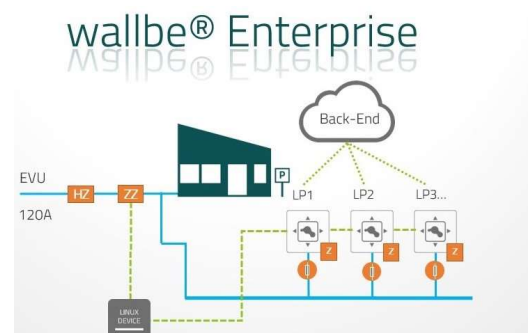 wallbe® Enterprise
Back-End
P
EVU
HZ
ZZ
120A
LP1
LP2
LP3...
Z
Z
Z
LINUX
DEVICE